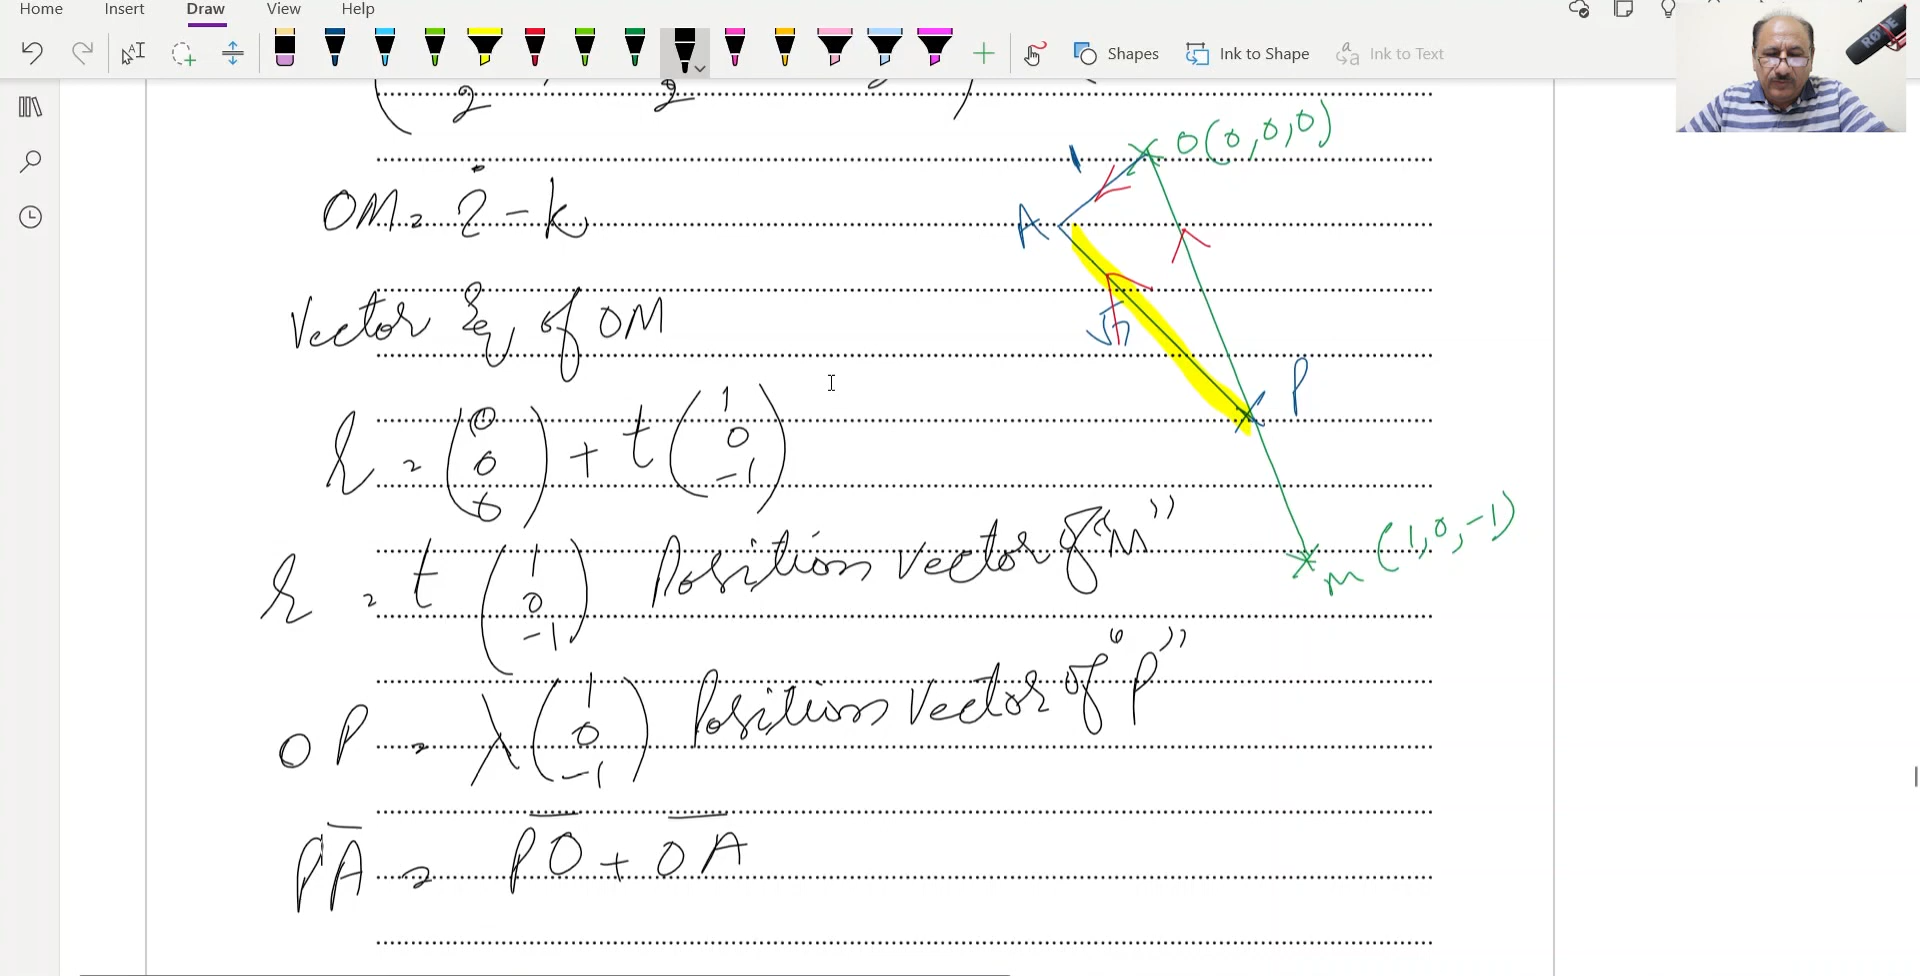 Home Insert Draw View Help
Shapes Ink to Shape Ink to Text
2 2
O(0,0,0)
OM = i - k
A
Vector Eq of OM
P
r = (0 0 0) + t (1 0 -1)
M (1,0,-1)
r = t (1 0 -1) Position vector of "M"
OP = λ (1 0 -1) Position Vector of "P"
PA = PO + OA